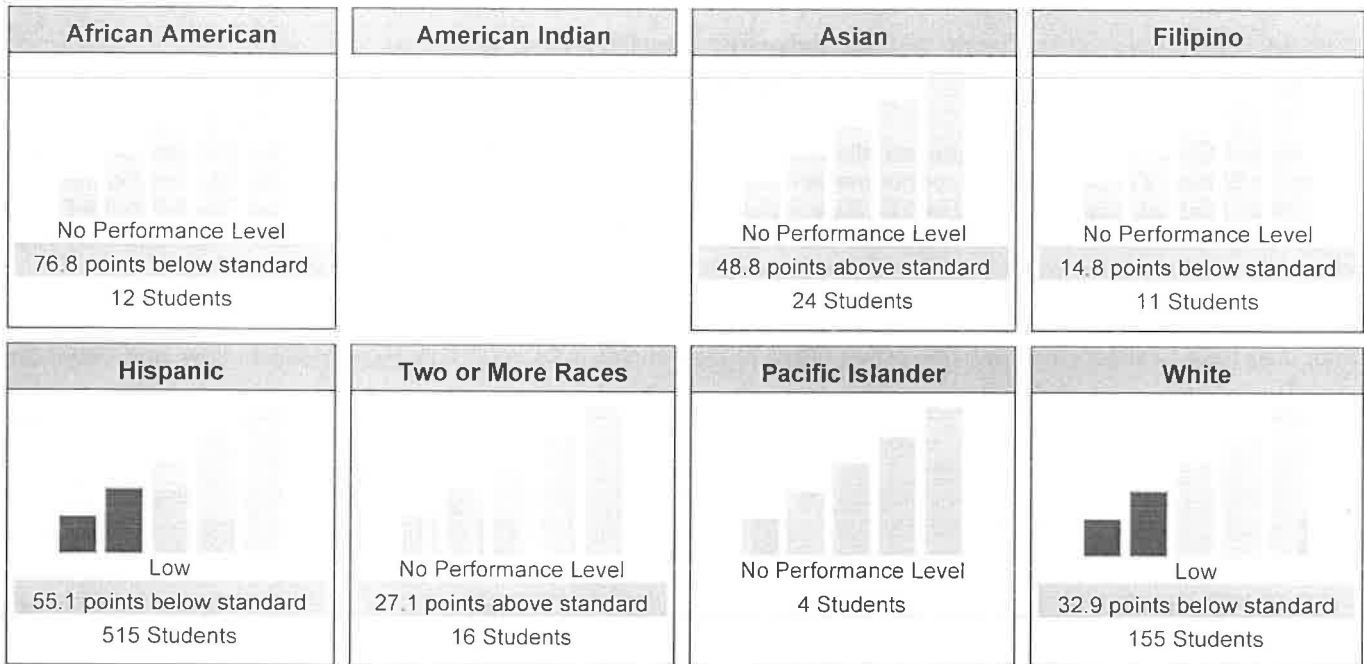 African American
No Performance Level
76.8 points below standard
12 Students
American Indian
Asian
No Performance Level
48.8 points above standard
24 Students
Filipino
No Performance Level
14.8 points below standard
11 Students
Hispanic
Low
55.1 points below standard
515 Students
Two or More Races
No Performance Level
27.1 points above standard
16 Students
Pacific Islander
No Performance Level
4 Students
White
Low
32.9 points below standard
155 Students